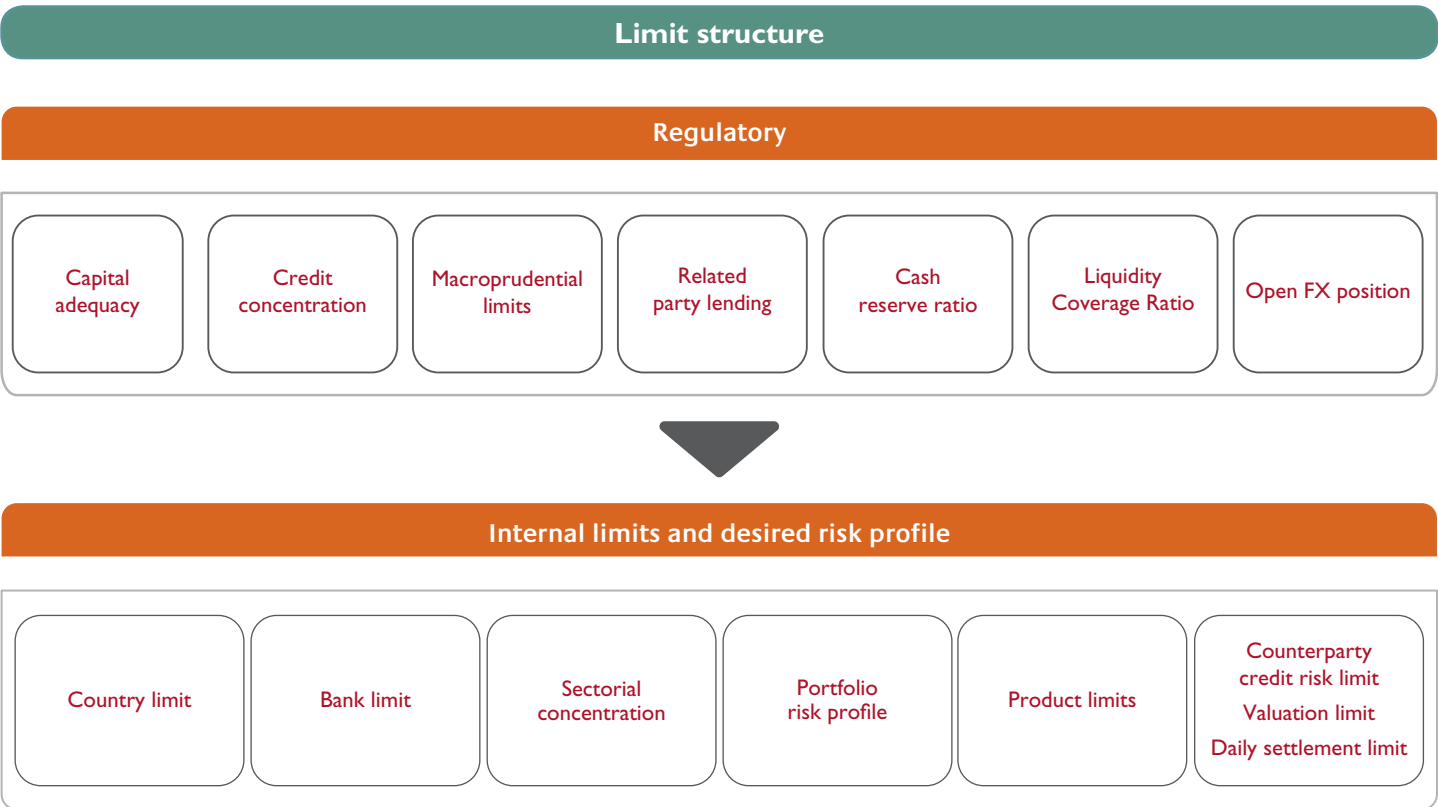 Limit structure
Regulatory
Capital
adequacy
Credit
concentration
Macroprudential
limits
Related
party lending
Cash
reserve ratio
Liquidity
Coverage Ratio
Open FX position
Internal limits and desired risk profile
Country limit
Bank limit
Sectorial
concentration
Portfolio
risk profile
Product limits
Counterparty
credit risk limit
Valuation limit
Daily settlement limit